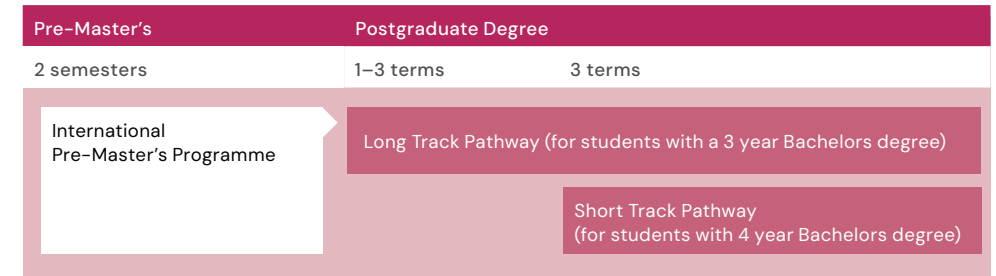 Pre-Master’s
Postgraduate Degree
2 semesters
1–3 terms
3 terms
International
Pre-Master’s Programme
Long Track Pathway (for students with a 3 year Bachelors degree)
Short Track Pathway
(for students with 4 year Bachelors degree)